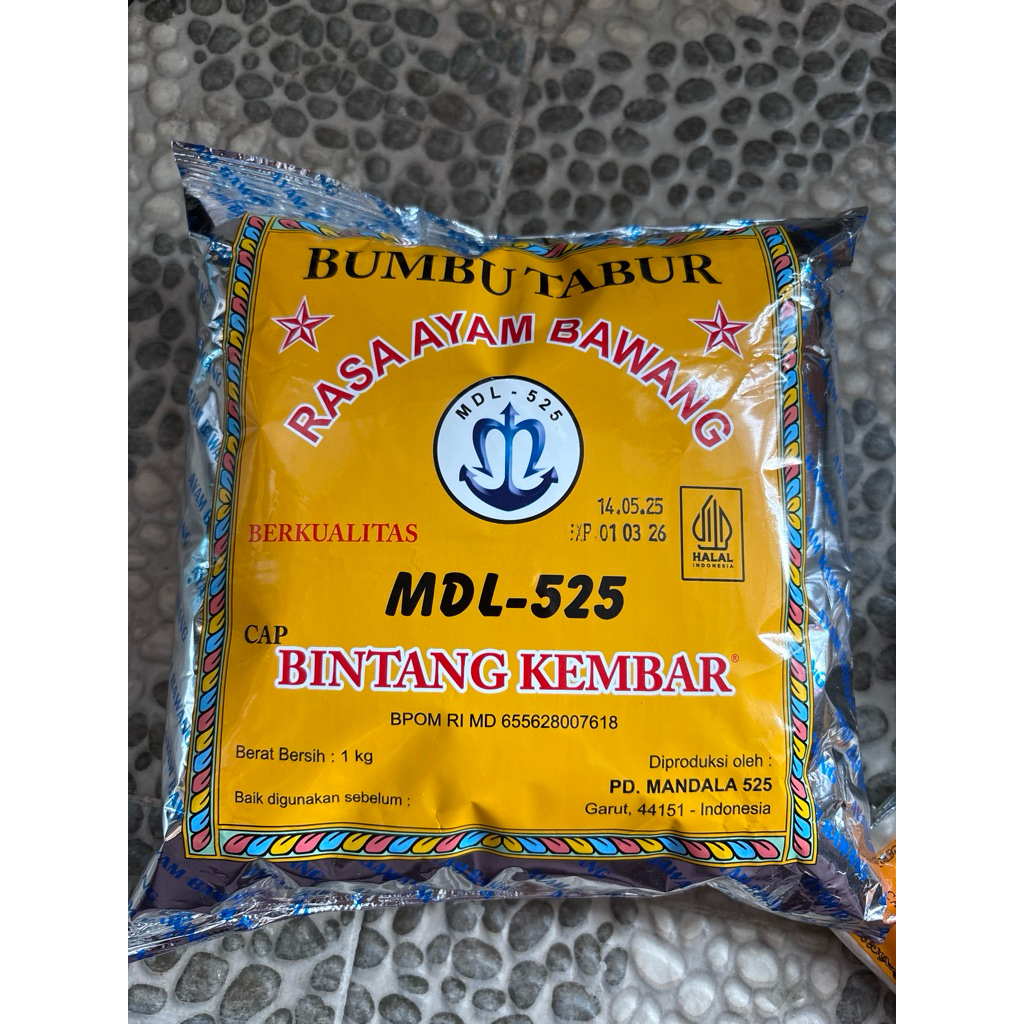 BUMBU TABUR
RASA AYAM BAWANG
MDL - 525
14.05.25
EXP 01 03 26
BERKUALITAS
HALAL
INDONESIA
MDL-525
CAP
BINTANG KEMBAR®
BPOM RI MD 655628007618
Berat Bersih : 1 kg
Baik digunakan sebelum :
Diproduksi oleh :
PD. MANDALA 525
Garut, 44151 - Indonesia